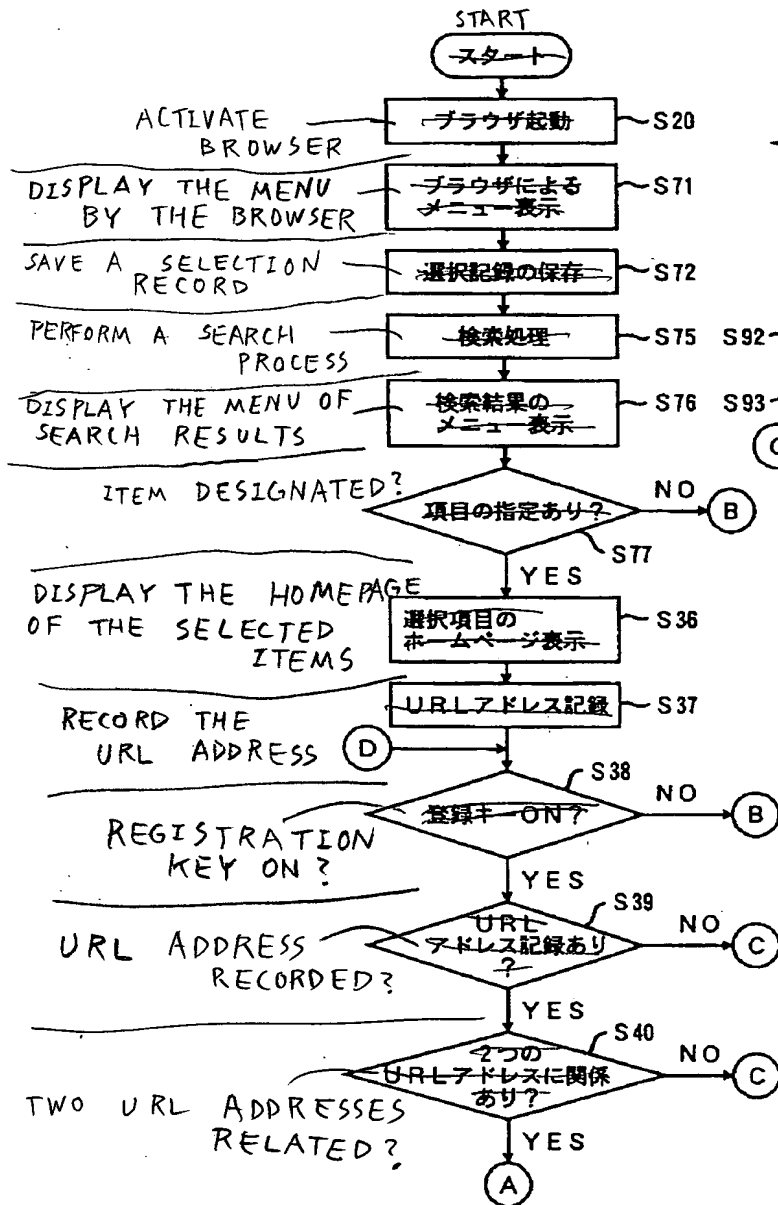 START
スタート
ACTIVATE
BROWSER
ブラウザ起動
S20
DISPLAY THE MENU
BY THE BROWSER
ブラウザによる
メニュー表示
S71
SAVE A SELECTION
RECORD
選択記録の保存
S72
PERFORM A SEARCH
PROCESS
検索処理
S75
S92
DISPLAY THE MENU OF
SEARCH RESULTS
検索結果の
メニュー表示
S76
S93
ITEM DESIGNATED?
項目の指定あり?
S77
NO
B
YES
DISPLAY THE HOMEPAGE
OF THE SELECTED
ITEMS
選択項目の
ホームページ表示
S36
RECORD THE
URL ADDRESS
URLアドレス記録
S37
D
REGISTRATION
KEY ON?
登録キーON?
S38
NO
B
YES
URL ADDRESS
RECORDED?
URL
アドレス記録あり
?
S39
NO
C
YES
TWO URL ADDRESSES
RELATED?
2つの
URLアドレスに関係
あり?
S40
NO
C
YES
A